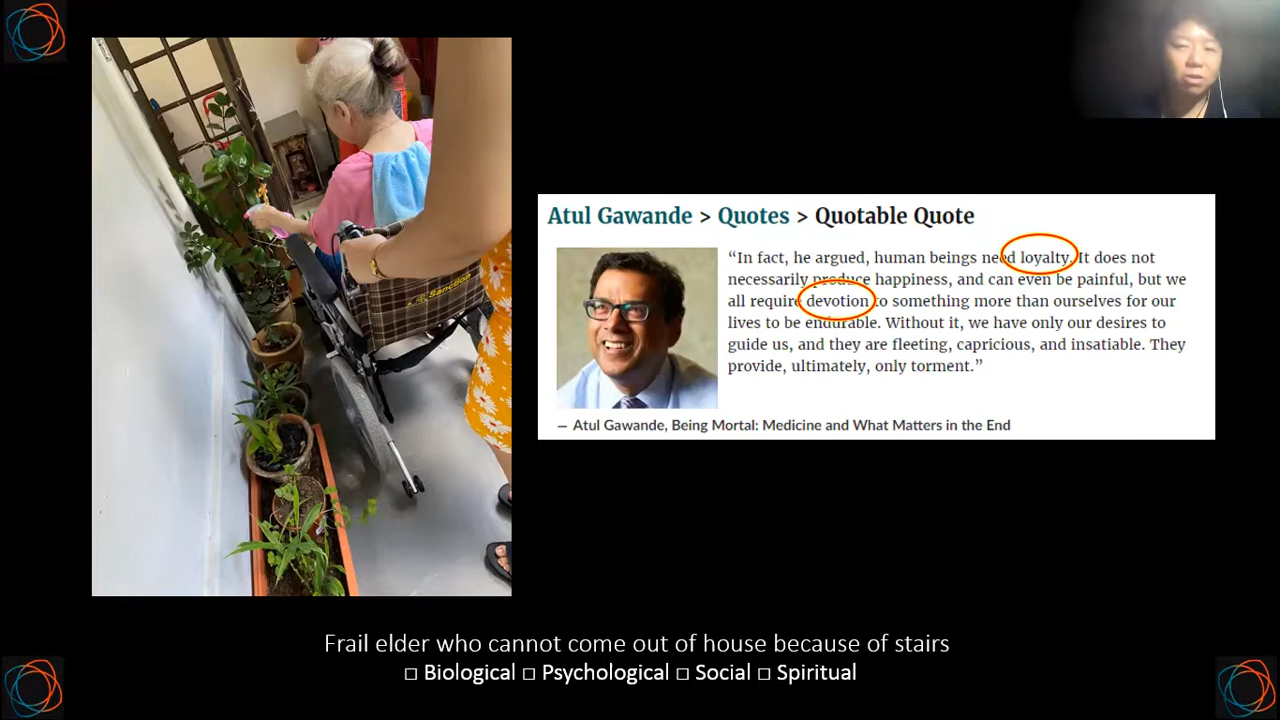 Sanction
Atul Gawande > Quotes > Quotable Quote
“In fact, he argued, human beings need loyalty. It does not
necessarily produce happiness, and can even be painful, but we
all require devotion to something more than ourselves for our
lives to be endurable. Without it, we have only our desires to
guide us, and they are fleeting, capricious, and insatiable. They
provide, ultimately, only torment.”
— Atul Gawande, Being Mortal: Medicine and What Matters in the End
Frail elder who cannot come out of house because of stairs
□ Biological □ Psychological □ Social □ Spiritual